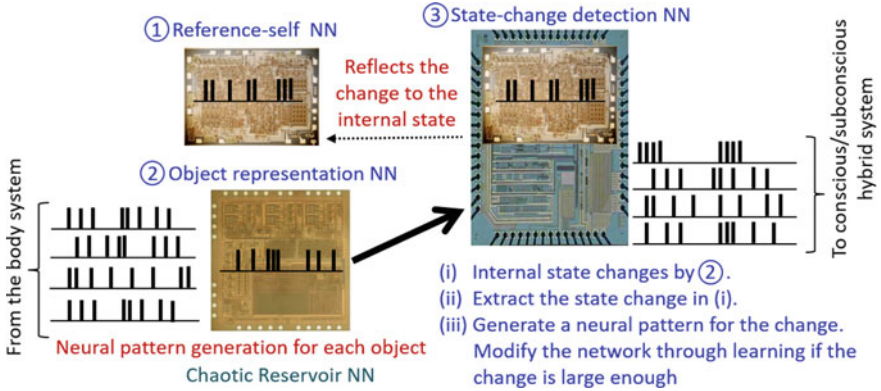 ① Reference-self NN
③ State-change detection NN
Reflects the
change to the
internal state
② Object representation NN
From the body system
To conscious/subconscious
hybrid system
Neural pattern generation for each object
Chaotic Reservoir NN
(i) Internal state changes by ②.
(ii) Extract the state change in (i).
(iii) Generate a neural pattern for the change.
Modify the network through learning if the
change is large enough